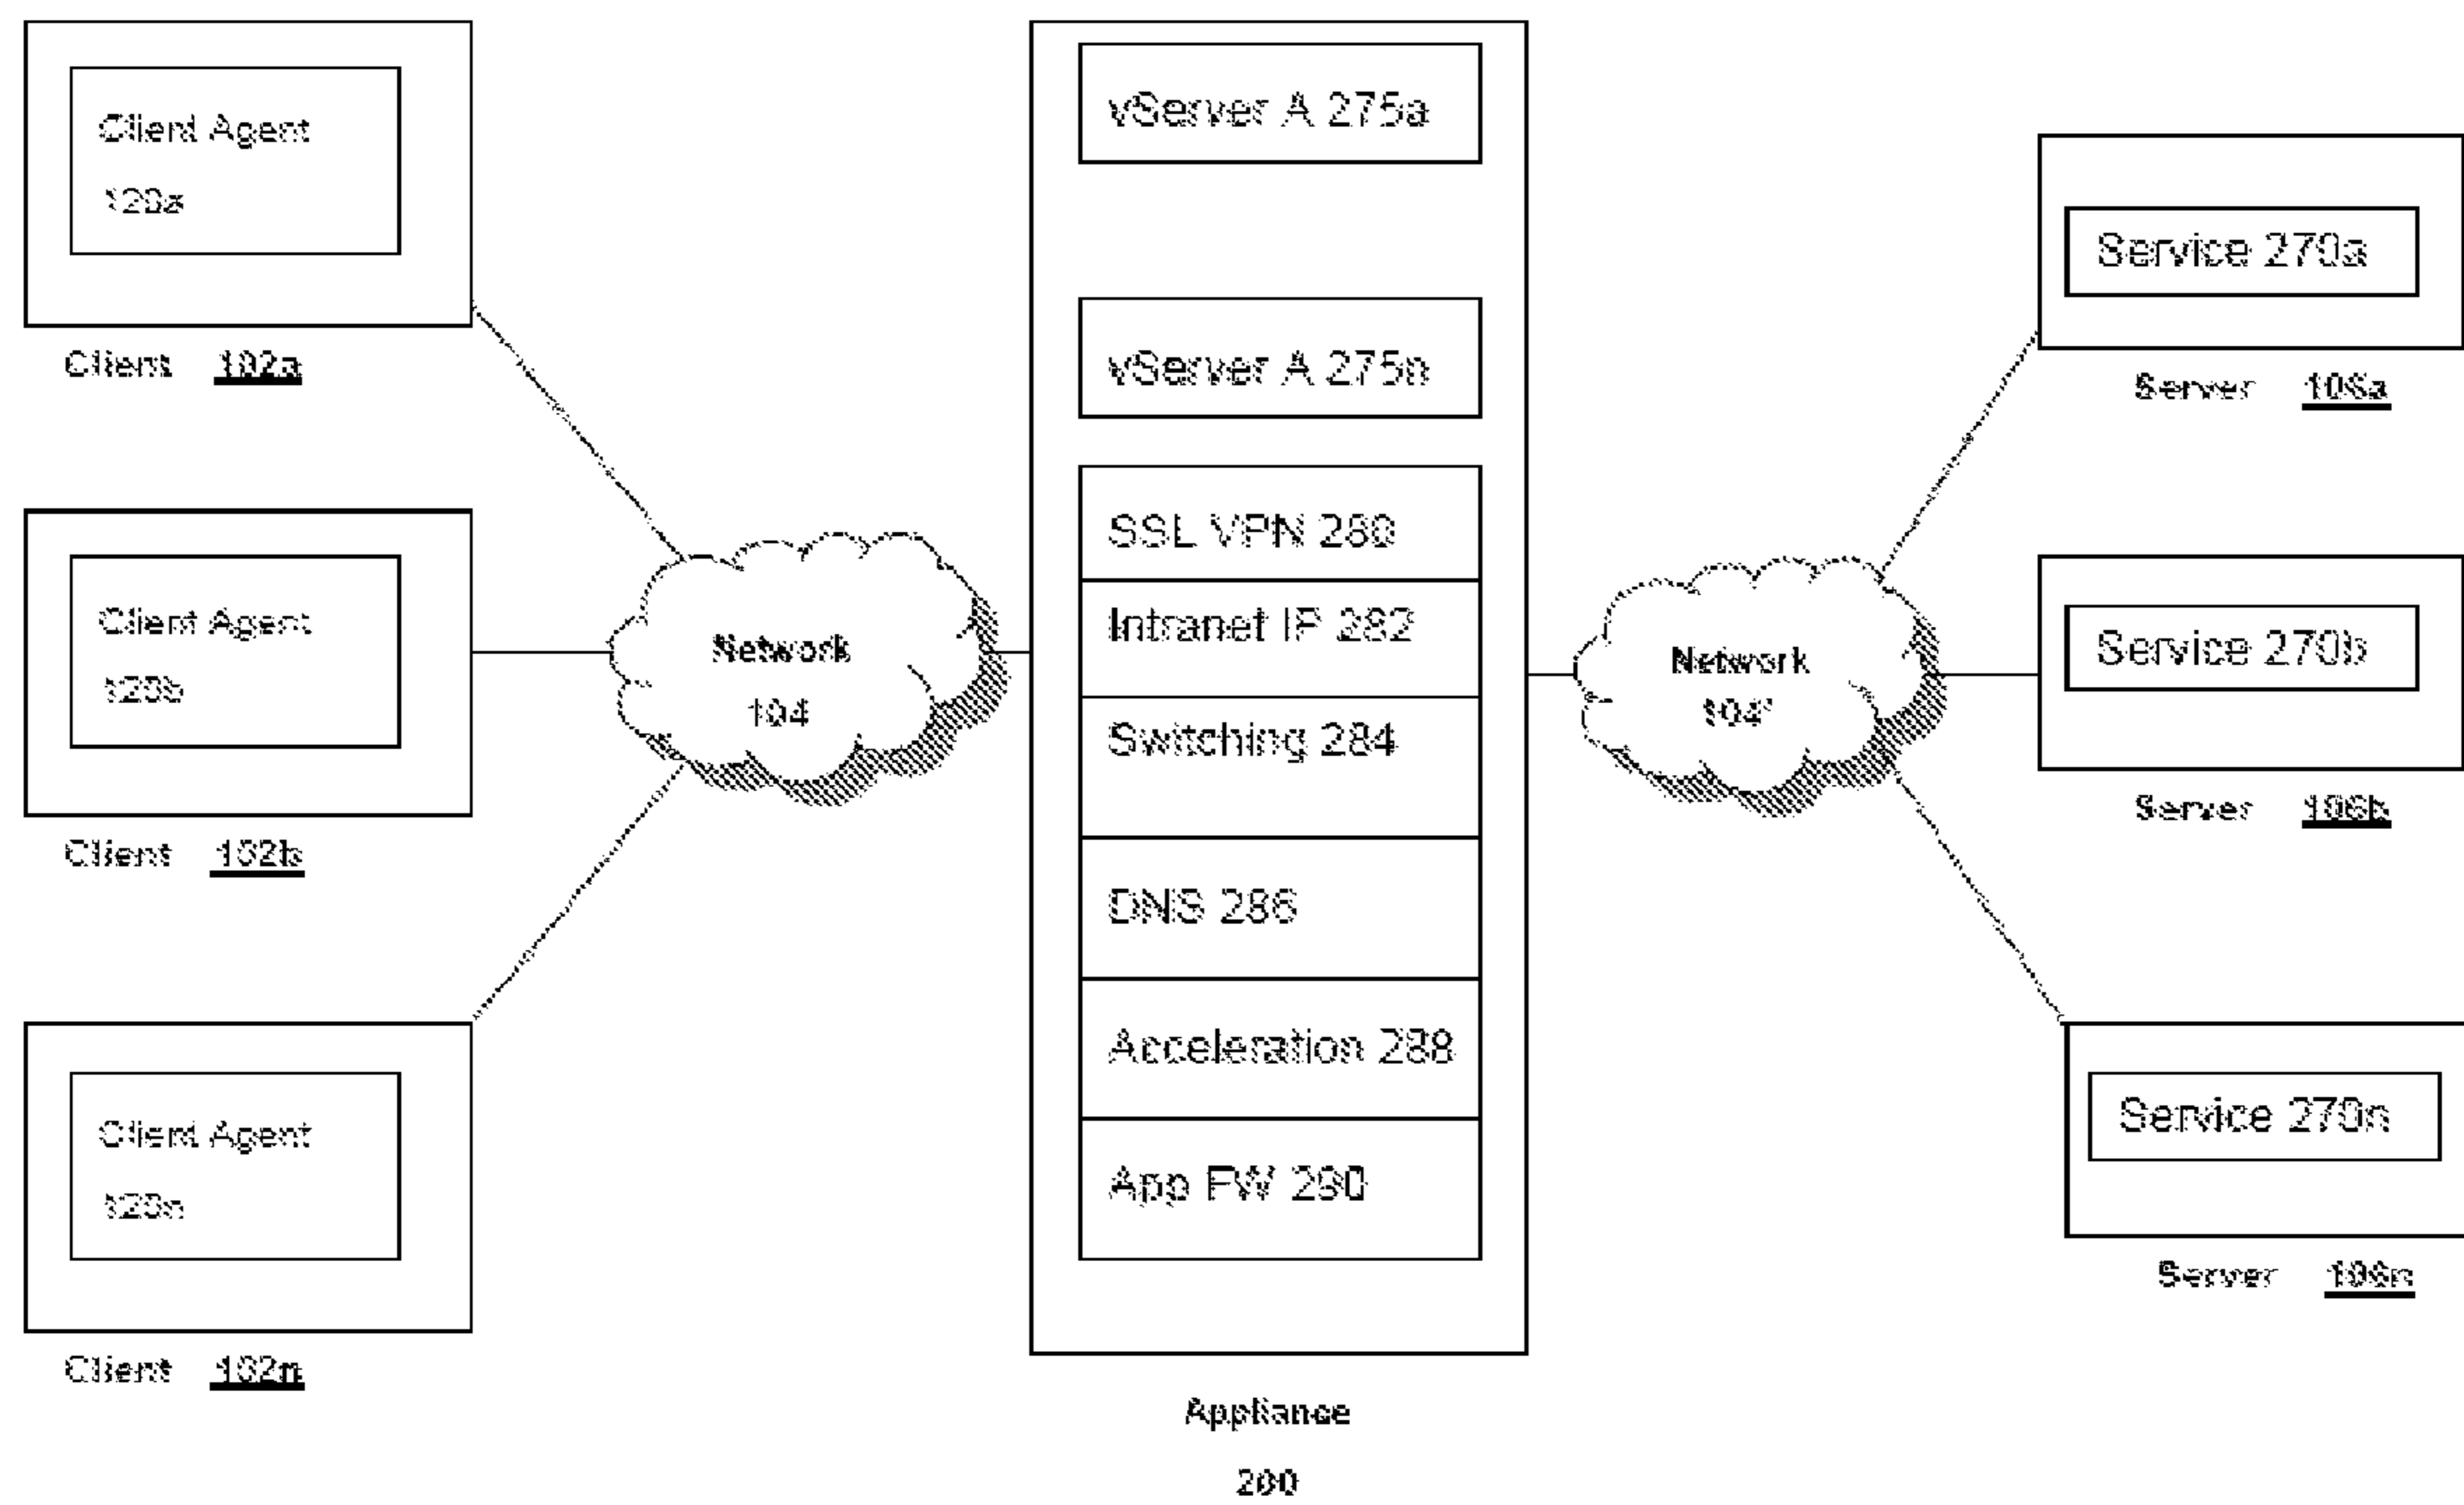 Client Agent
120a
Client 102a
Client Agent
120b
Client 102b
Client Agent
120n
Client 102n
Network
104
vServer A 275a
vServer A 275n
SSL VPN 280
Intranet IP 282
Switching 284
DNS 286
Acceleration 288
App FW 290
Appliance
200
Network
104'
Service 270a
Server 106a
Service 270b
Server 106b
Service 270n
Server 106n